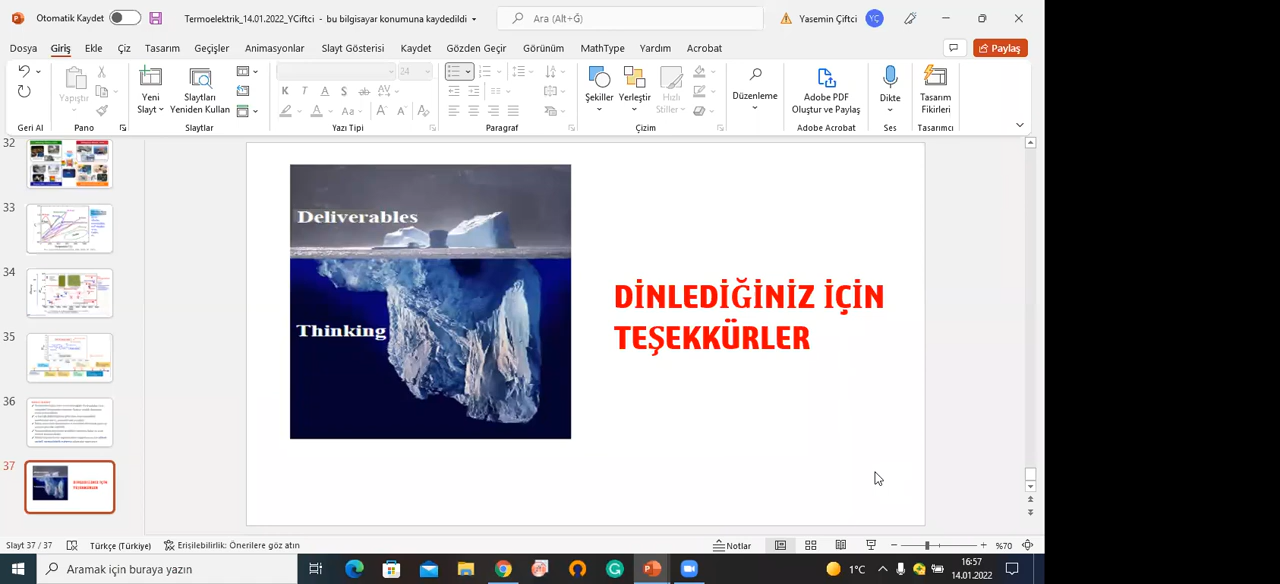 Otomatik Kaydet
Termoelektrik_14.01.2022_YCiftci - bu bilgisayar konumuna kaydedildi
Ara (Alt+Ğ)
Yasemin Çiftci
YÇ
Dosya Giriş Ekle Çiz Tasarım Geçişler Animasyonlar Slayt Gösterisi Kaydet Gözden Geçir Görünüm MathType Yardım Acrobat
Paylaş
Yapıştır
Yeni
Slayt
Slaytları
Yeniden Kullan
24
K T A S ab AV
Aa
Şekiller
Yerleştir
Hızlı
Stiller
Düzenleme
Adobe PDF
Oluştur ve Paylaş
Dikte
Tasarım
Fikirleri
Geri Al Pano Slaytlar Yazı Tipi Paragraf Çizim Adobe Acrobat Ses Tasarımcı
32
33
34
35
36
37
Deliverables
Thinking
DİNLEDİĞİNİZ İÇİN
TEŞEKKÜRLER
Slayt 37 / 37
Türkçe (Türkiye)
Erişilebilirlik: Önerilere göz atın
Notlar
%70
Aramak için buraya yazın
1°C
16:57
14.01.2022